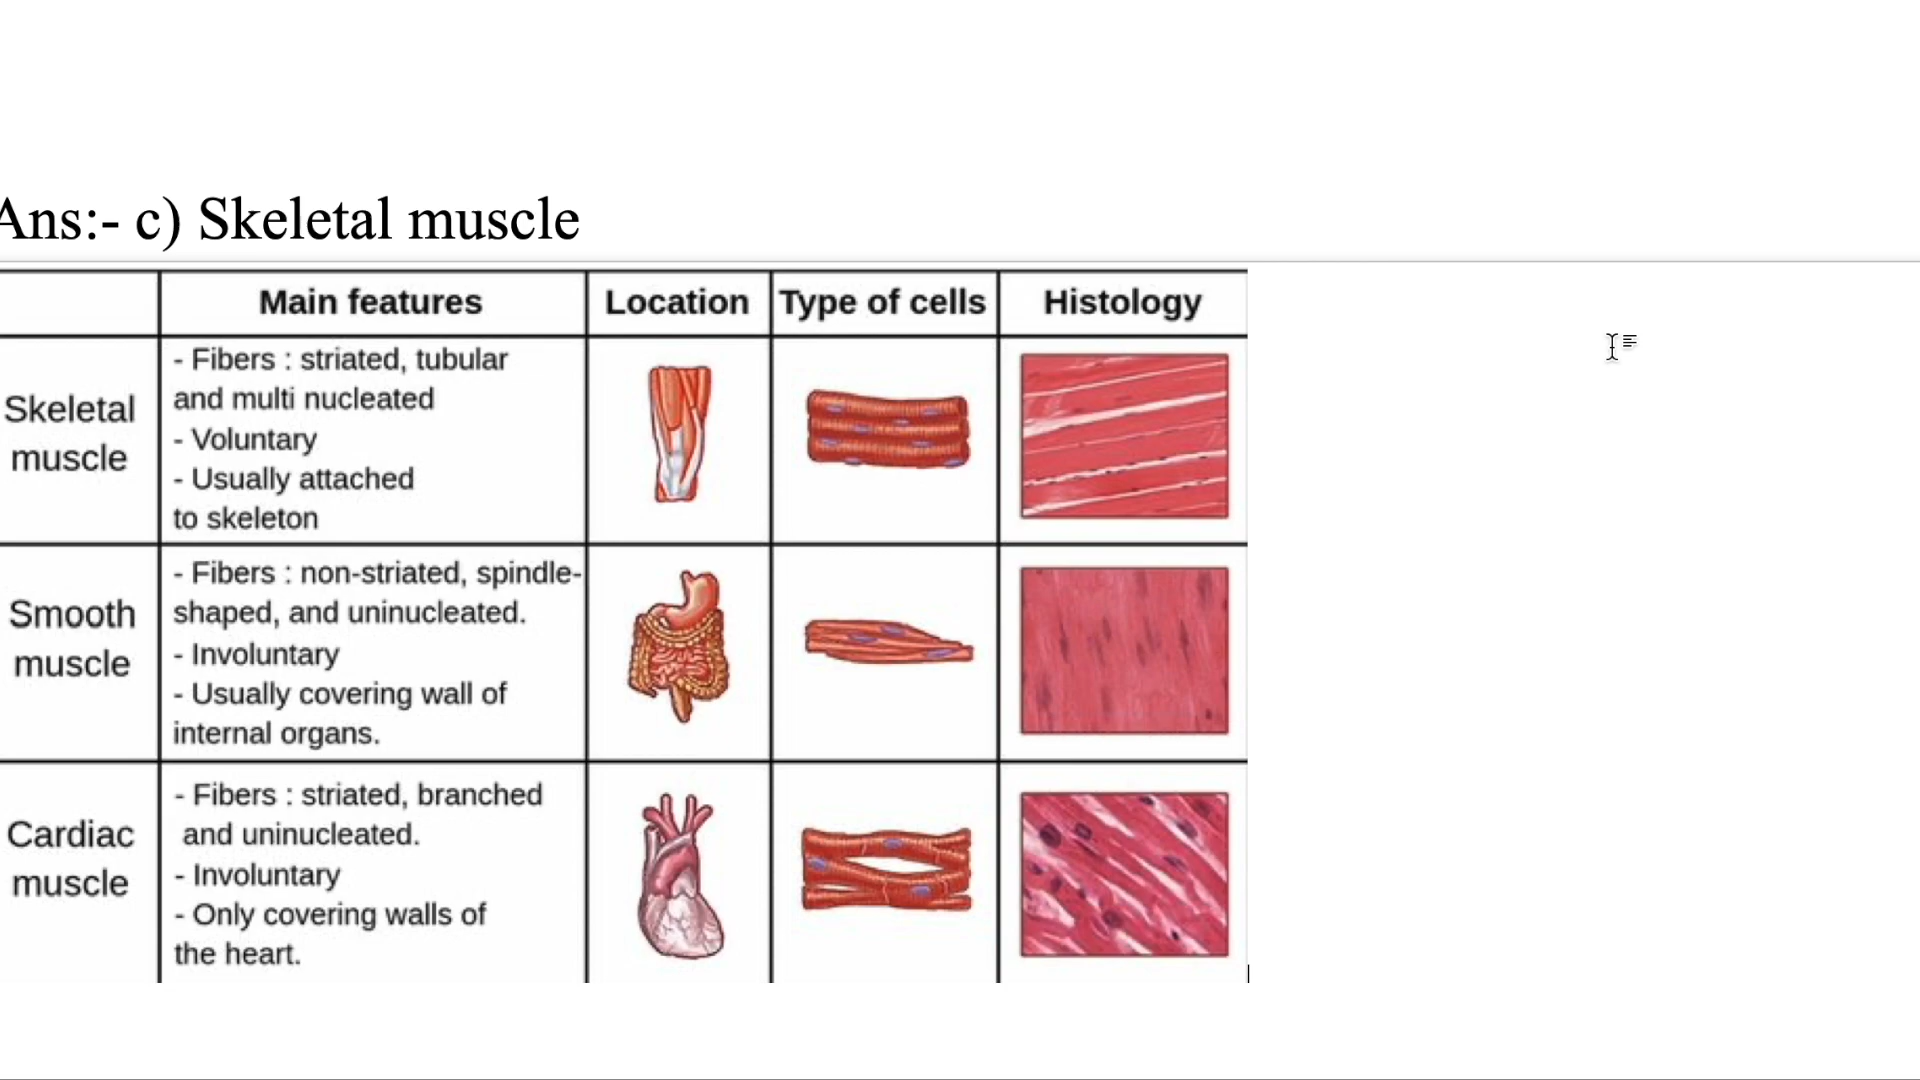 Ans:- c) Skeletal muscle
Main features
Location
Type of cells
Histology
Skeletal
muscle
- Fibers : striated, tubular
and multi nucleated
- Voluntary
- Usually attached
to skeleton
Smooth
muscle
- Fibers : non-striated, spindle-
shaped, and uninucleated.
- Involuntary
- Usually covering wall of
internal organs.
Cardiac
muscle
- Fibers : striated, branched
and uninucleated.
- Involuntary
- Only covering walls of
the heart.